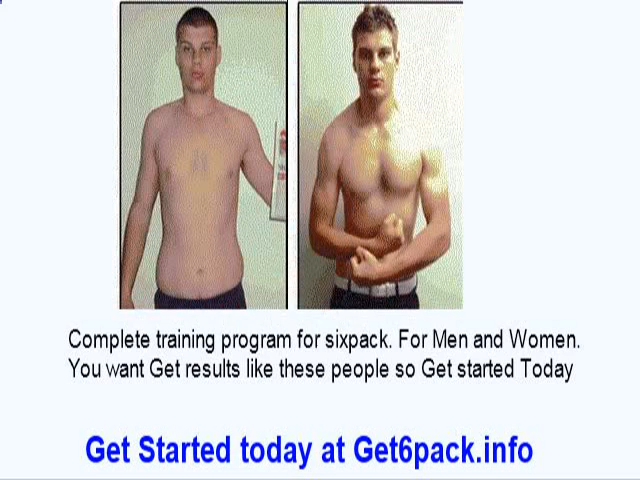 Complete training program for sixpack. For Men and Women.
You want Get results like these people so Get started Today
Get Started today at Get6pack.info